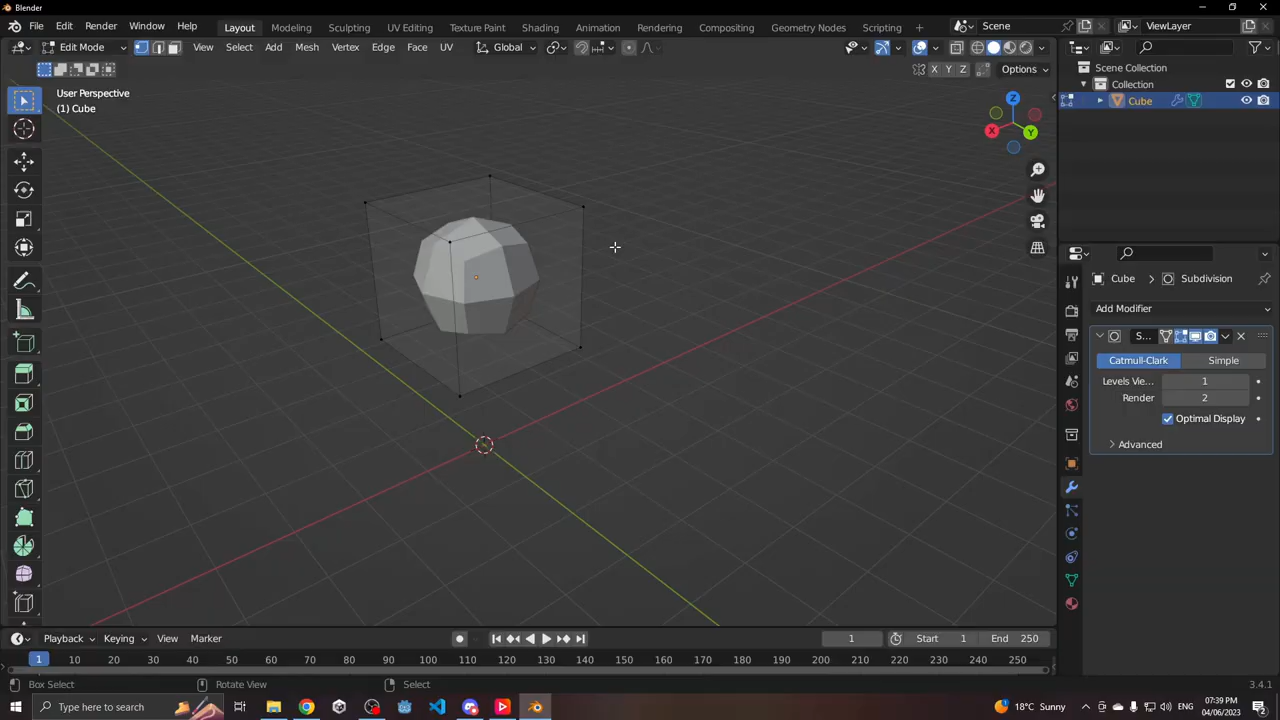 Blender
File Edit Render Window Help Layout Modeling Sculpting UV Editing Texture Paint Shading Animation Rendering Compositing Geometry Nodes Scripting Scene ViewLayer
Edit Mode View Select Add Mesh Vertex Edge Face UV Global
X Y Z Options
User Perspective
(1) Cube
Z
X
Y
Scene Collection
Collection
Cube
Cube > Subdivision
Add Modifier
S...
Catmull-Clark Simple
Levels Vie... 1
Render 2
Optimal Display
Advanced
Playback Keying View Marker 1 Start 1 End 250
1 10 20 30 40 50 60 70 80 90 100 110 120 130 140 150 160 170 180 190 200 210 220 230 240 250
Box Select Rotate View Select 3.4.1
Type here to search 18°C Sunny 07:39 PM
04/06/2023